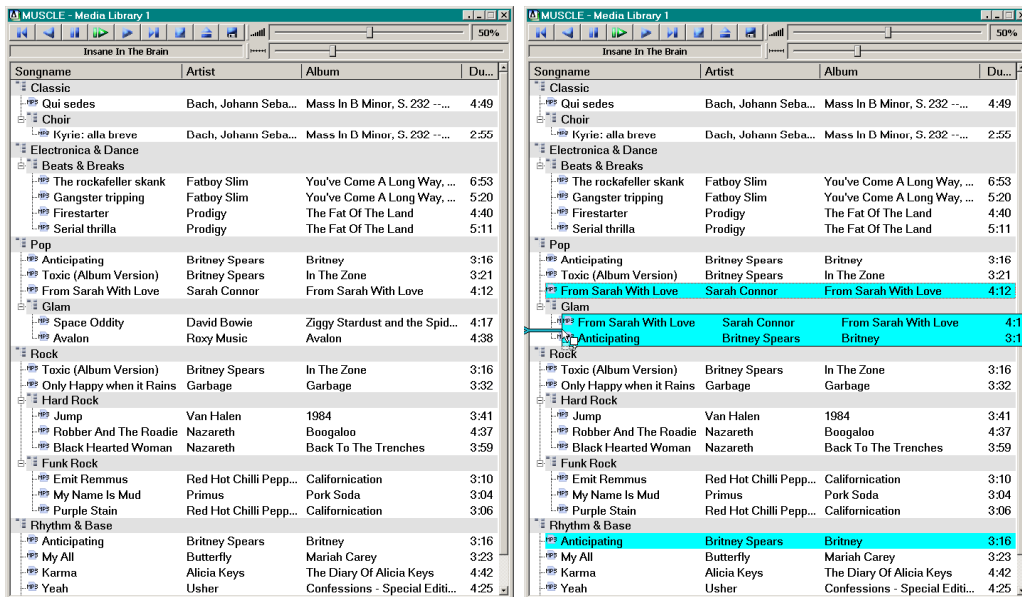 MUSCLE - Media Library 1
50%
Insane In The Brain
Songname Artist Album Du...
Classic
Qui sedes Bach, Johann Seba... Mass In B Minor, S. 232 --... 4:49
Choir
Kyrie: alla breve Bach, Johann Seba... Mass In B Minor, S. 232 --... 2:55
Electronica & Dance
Beats & Breaks
The rockafeller skank Fatboy Slim You've Come A Long Way, ... 6:53
Gangster tripping Fatboy Slim You've Come A Long Way, ... 5:20
Firestarter Prodigy The Fat Of The Land 4:40
Serial thrilla Prodigy The Fat Of The Land 5:11
Pop
Anticipating Britney Spears Britney 3:16
Toxic (Album Version) Britney Spears In The Zone 3:21
From Sarah With Love Sarah Connor From Sarah With Love 4:12
Glam
Space Oddity David Bowie Ziggy Stardust and the Spid... 4:17
Avalon Roxy Music Avalon 4:38
Rock
Toxic (Album Version) Britney Spears In The Zone 3:16
Only Happy when it Rains Garbage Garbage 3:32
Hard Rock
Jump Van Halen 1984 3:41
Robber And The Roadie Nazareth Boogaloo 4:37
Black Hearted Woman Nazareth Back To The Trenches 3:59
Funk Rock
Emit Remmus Red Hot Chilli Pepp... Californication 3:10
My Name Is Mud Primus Pork Soda 3:04
Purple Stain Red Hot Chilli Pepp... Californication 3:06
Rhythm & Base
Anticipating Britney Spears Britney 3:16
My All Butterfly Mariah Carey 3:23
Karma Alicia Keys The Diary Of Alicia Keys 4:42
Yeah Usher Confessions - Special Editi... 4:25
MUSCLE - Media Library 1
50%
Insane In The Brain
Songname Artist Album Du...
Classic
Qui sedes Bach, Johann Seba... Mass In B Minor, S. 232 --... 4:49
Choir
Kyrie: alla breve Bach, Johann Seba... Mass In B Minor, S. 232 --... 2:55
Electronica & Dance
Beats & Breaks
The rockafeller skank Fatboy Slim You've Come A Long Way, ... 6:53
Gangster tripping Fatboy Slim You've Come A Long Way, ... 5:20
Firestarter Prodigy The Fat Of The Land 4:40
Serial thrilla Prodigy The Fat Of The Land 5:11
Pop
Anticipating Britney Spears Britney 3:16
Toxic (Album Version) Britney Spears In The Zone 3:21
From Sarah With Love Sarah Connor From Sarah With Love 4:12
Glam
From Sarah With Love Sarah Connor From Sarah With Love 4:1
Anticipating Britney Spears Britney 3:1
Rock
Toxic (Album Version) Britney Spears In The Zone 3:16
Only Happy when it Rains Garbage Garbage 3:32
Hard Rock
Jump Van Halen 1984 3:41
Robber And The Roadie Nazareth Boogaloo 4:37
Black Hearted Woman Nazareth Back To The Trenches 3:59
Funk Rock
Emit Remmus Red Hot Chilli Pepp... Californication 3:10
My Name Is Mud Primus Pork Soda 3:04
Purple Stain Red Hot Chilli Pepp... Californication 3:06
Rhythm & Base
Anticipating Britney Spears Britney 3:16
My All Butterfly Mariah Carey 3:23
Karma Alicia Keys The Diary Of Alicia Keys 4:42
Yeah Usher Confessions - Special Editi... 4:25